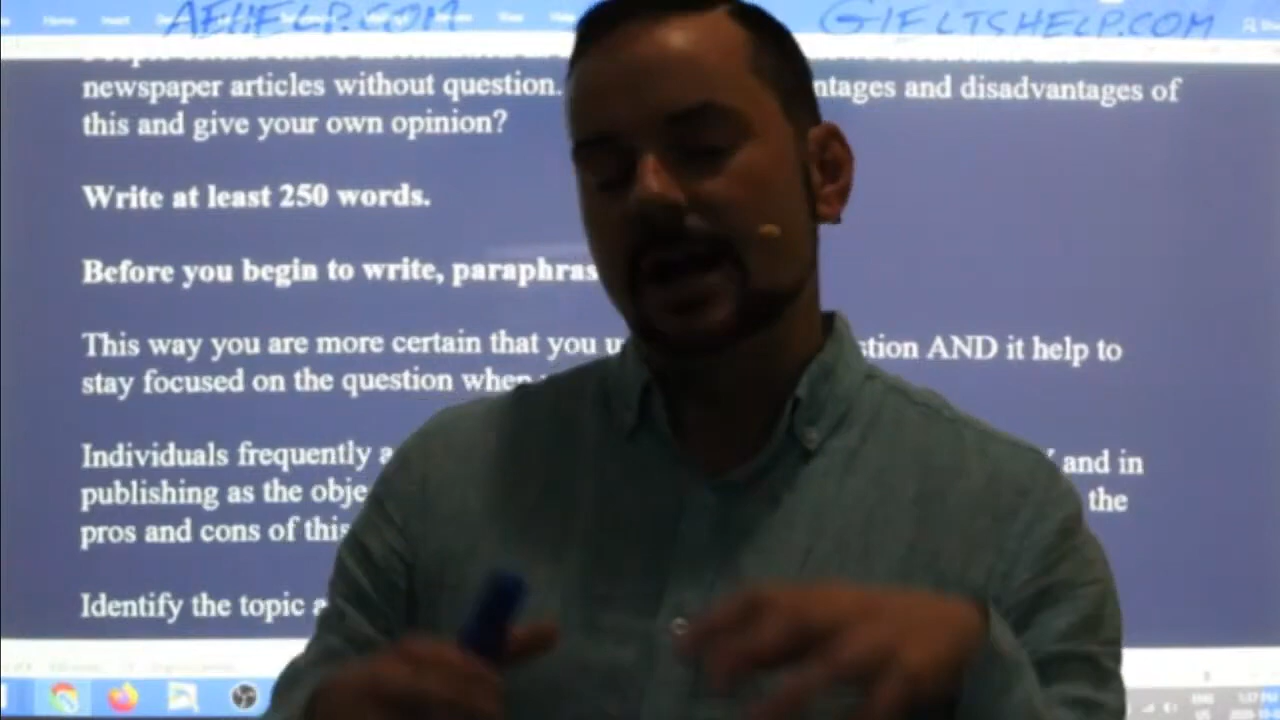 AEHELP.COM GIELTSHELP.COM
newspaper articles without question. ntages and disadvantages of
this and give your own opinion?
Write at least 250 words.
Before you begin to write, paraphras
This way you are more certain that you u stion AND it help to
stay focused on the question when
Individuals frequently a and in
publishing as the obje the
pros and cons of this
Identify the topic a